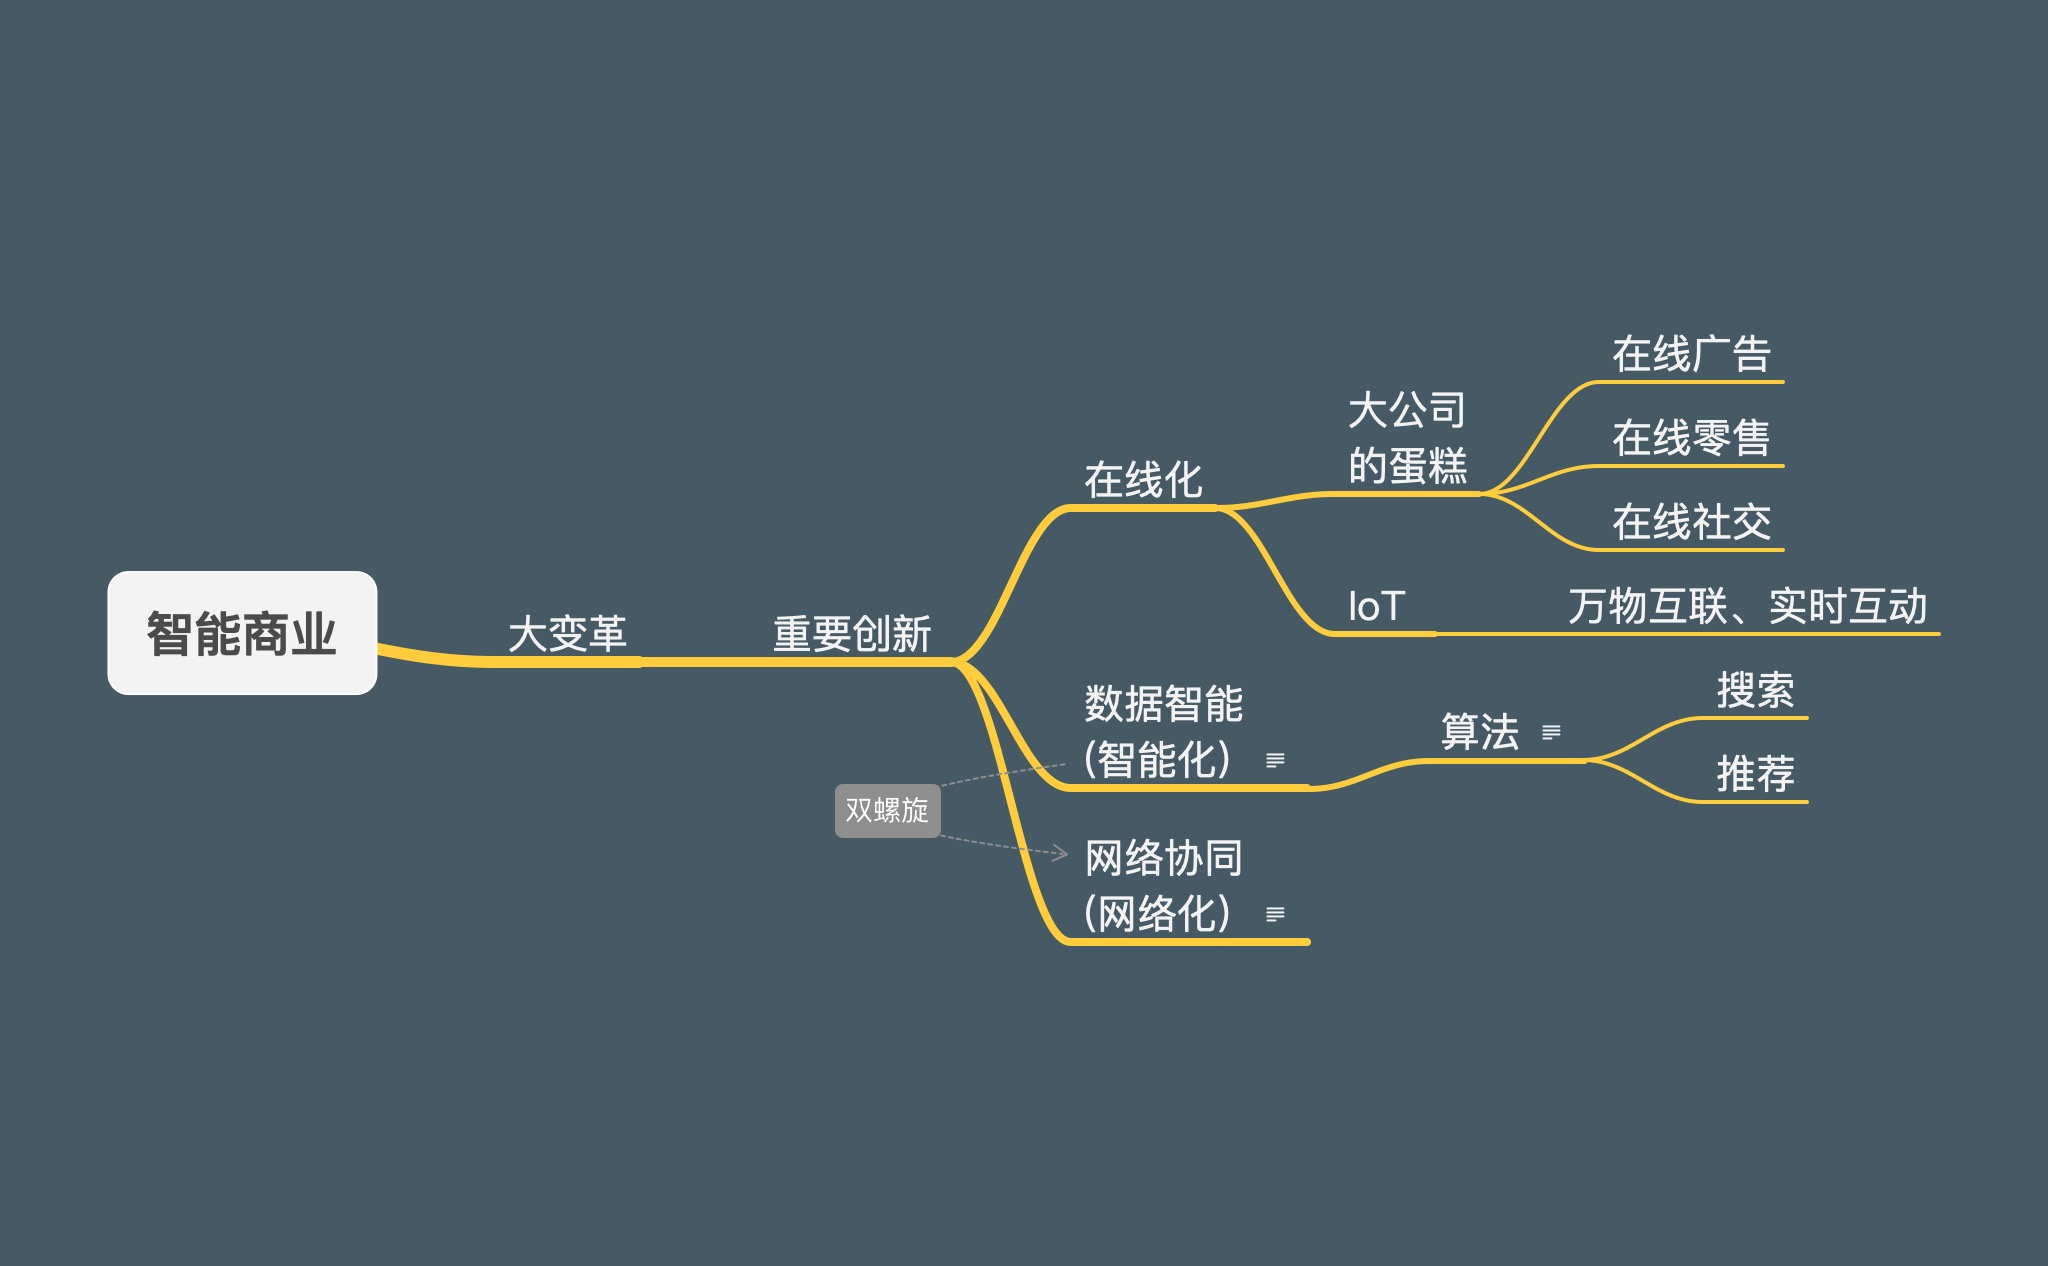 智能商业
大变革
重要创新
在线化
大公司
的蛋糕
在线广告
在线零售
在线社交
IoT
万物互联、实时互动
数据智能
(智能化)
算法
搜索
推荐
双螺旋
网络协同
(网络化)